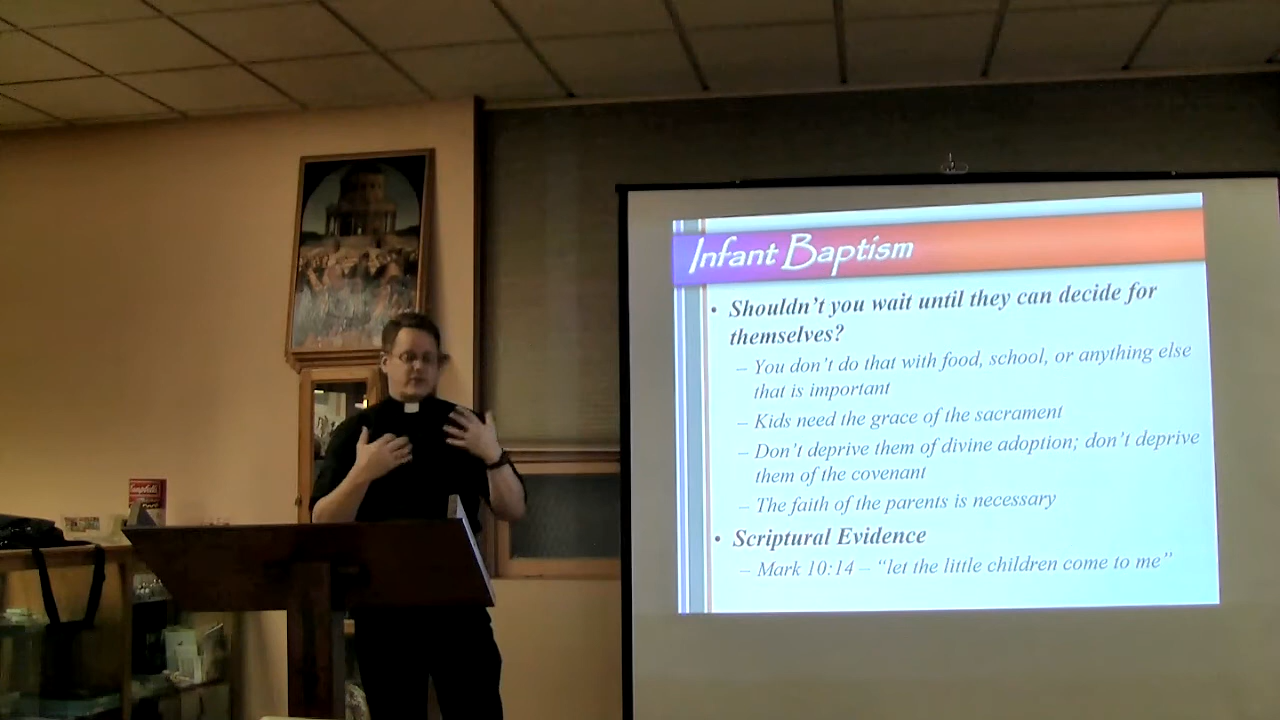 Infant Baptism
• Shouldn't you wait until they can decide for
themselves?
– You don't do that with food, school, or anything else
that is important
– Kids need the grace of the sacrament
– Don't deprive them of divine adoption; don't deprive
them of the covenant
– The faith of the parents is necessary
• Scriptural Evidence
– Mark 10:14 – “let the little children come to me”
Campbell's